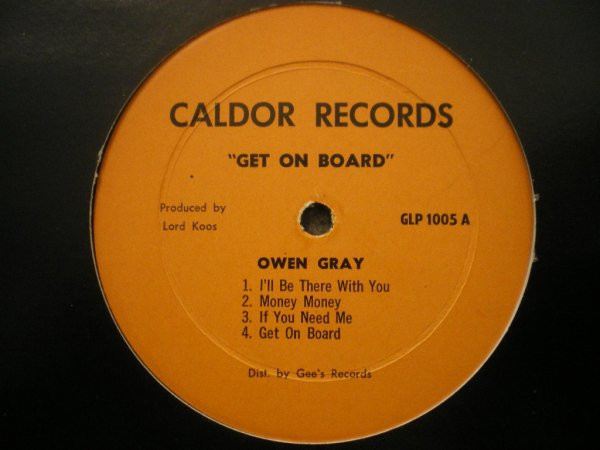 CALDOR RECORDS
"GET ON BOARD"
Produced by
Lord Koos
GLP 1005 A
OWEN GRAY
1. I'll Be There With You
2. Money Money
3. If You Need Me
4. Get On Board
Dist. by Gee's Records